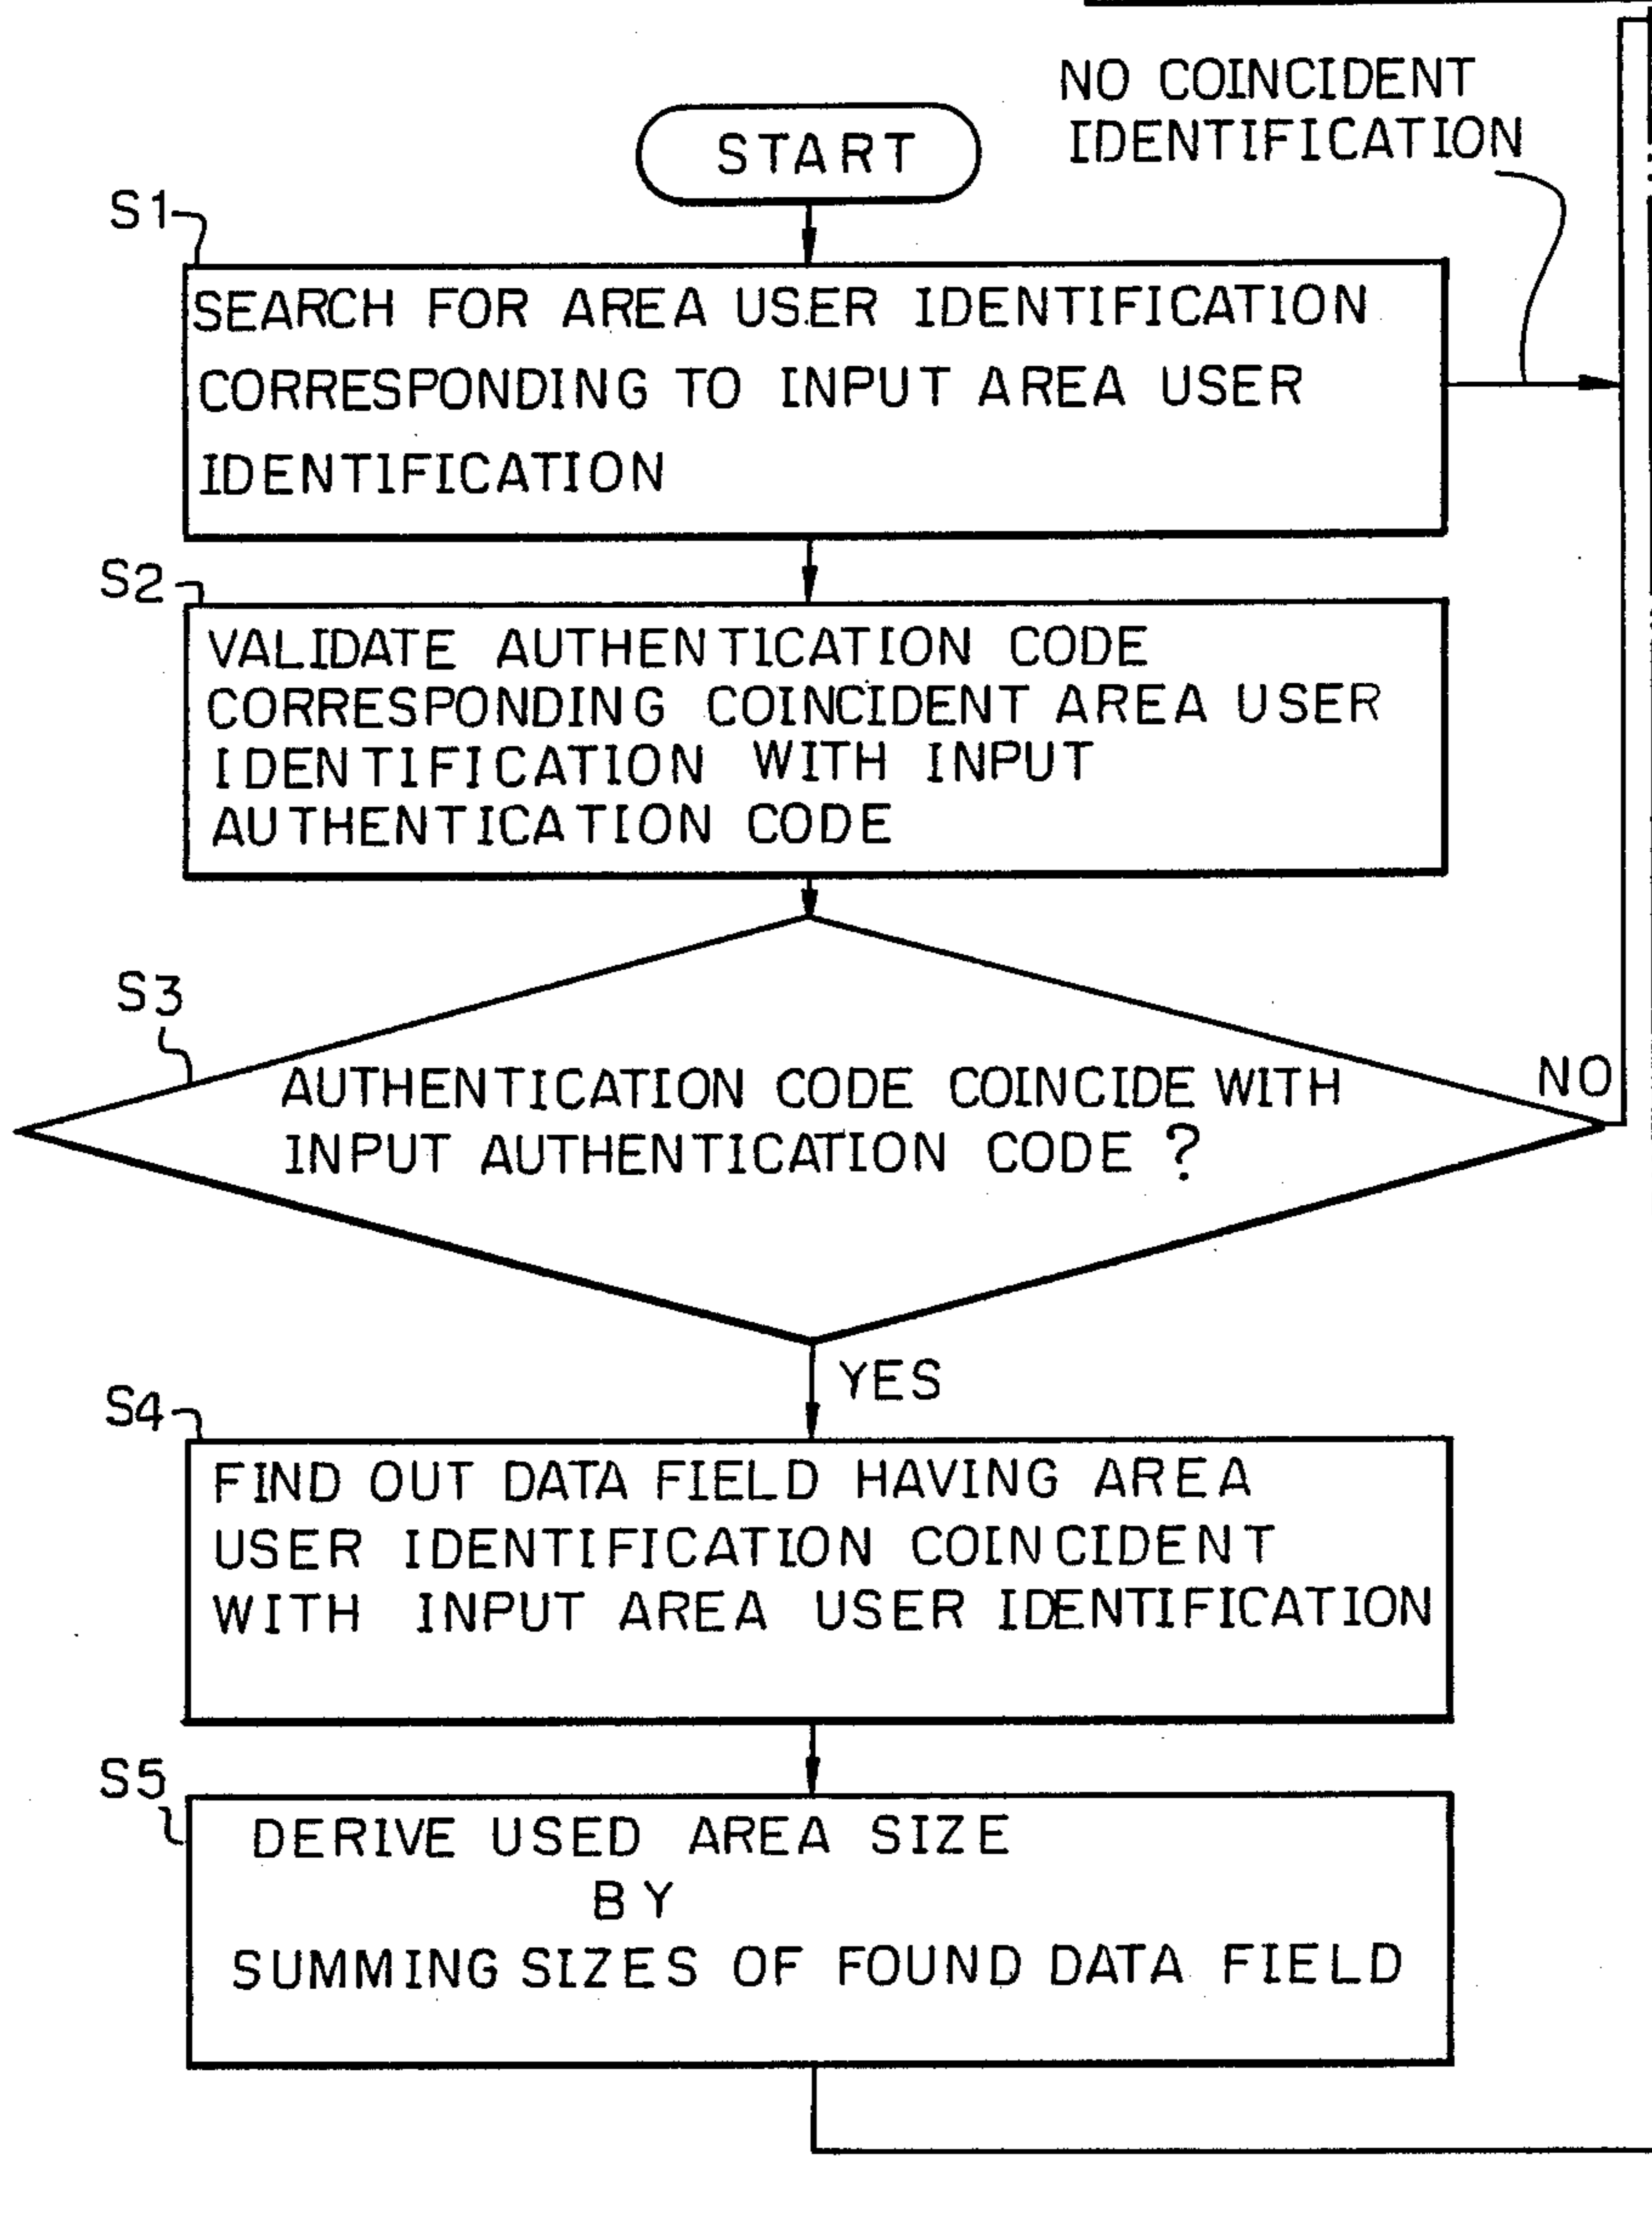 NO COINCIDENT
IDENTIFICATION
START
S1
SEARCH FOR AREA USER IDENTIFICATION
CORRESPONDING TO INPUT AREA USER
IDENTIFICATION
S2
VALIDATE AUTHENTICATION CODE
CORRESPONDING COINCIDENT AREA USER
IDENTIFICATION WITH INPUT
AUTHENTICATION CODE
S3
AUTHENTICATION CODE COINCIDE WITH
INPUT AUTHENTICATION CODE ?
NO
YES
S4
FIND OUT DATA FIELD HAVING AREA
USER IDENTIFICATION COINCIDENT
WITH INPUT AREA USER IDENTIFICATION
S5
DERIVE USED AREA SIZE
BY
SUMMING SIZES OF FOUND DATA FIELD